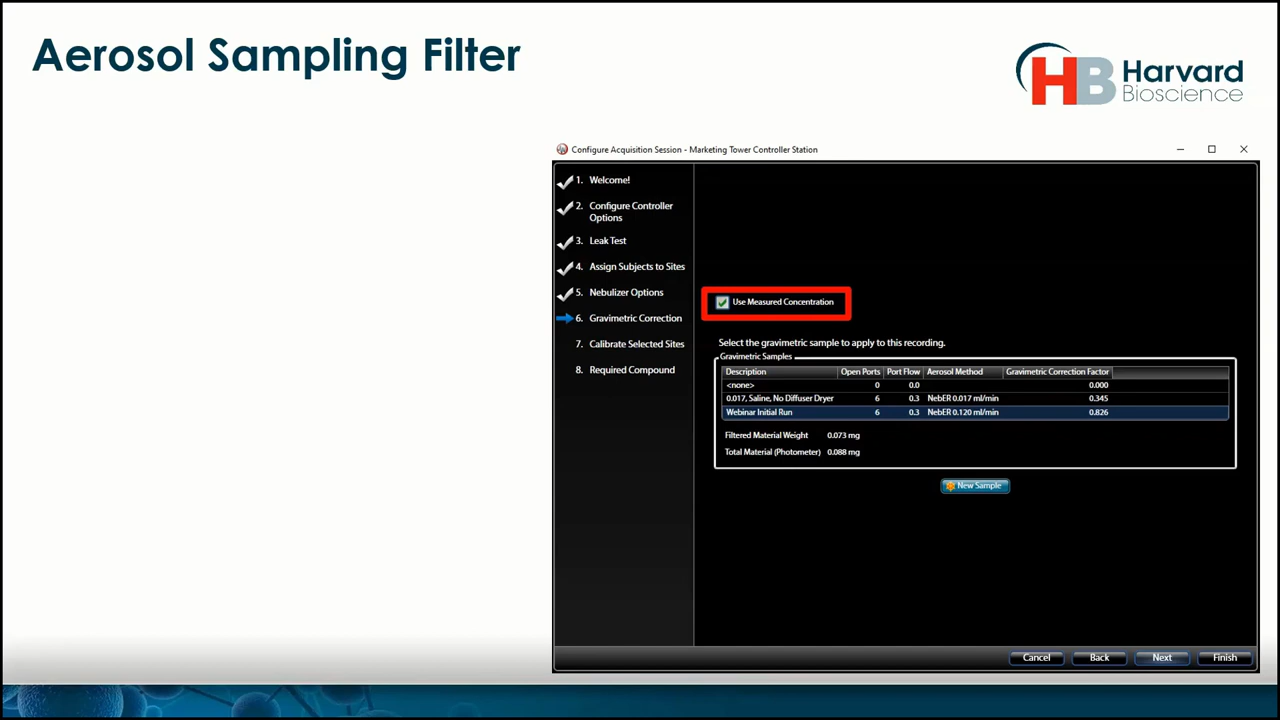 Aerosol Sampling Filter
HB Harvard
Bioscience
Configure Acquisition Session - Marketing Tower Controller Station
1. Welcome!
2. Configure Controller
Options
3. Leak Test
4. Assign Subjects to Sites
5. Nebulizer Options
6. Gravimetric Correction
7. Calibrate Selected Sites
8. Required Compound
Use Measured Concentration
Select the gravimetric sample to apply to this recording.
Gravimetric Samples
Description Open Ports Port Flow Aerosol Method Gravimetric Correction Factor
<none> 0 0.0 0.000
0.017, Saline, No Diffuser Dryer 6 0.3 NebER 0.017 ml/min 0.345
Webinar Initial Run 6 0.3 NebER 0.120 ml/min 0.826
Filtered Material Weight 0.073 mg
Total Material (Photometer) 0.088 mg
New Sample
Cancel Back Next Finish